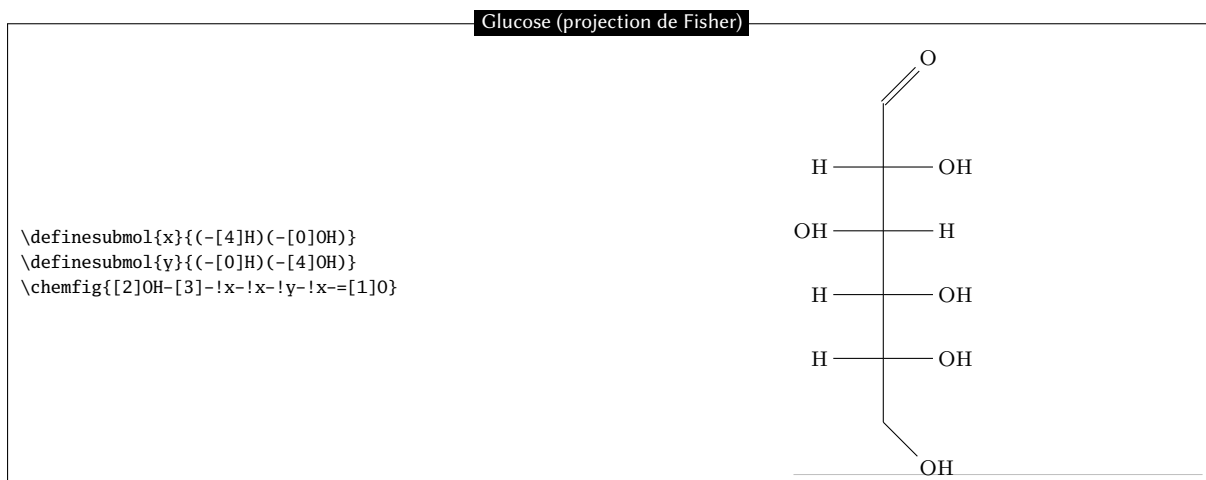 Glucose (projection de Fisher)
\definesubmol{x}{(-[4]H)(-[0]OH)}
\definesubmol{y}{(-[0]H)(-[4]OH)}
\chemfig{[2]OH-[3]-!x-!x-!y-!x-=[1]O}
O
H OH
OH H
H OH
H OH
OH